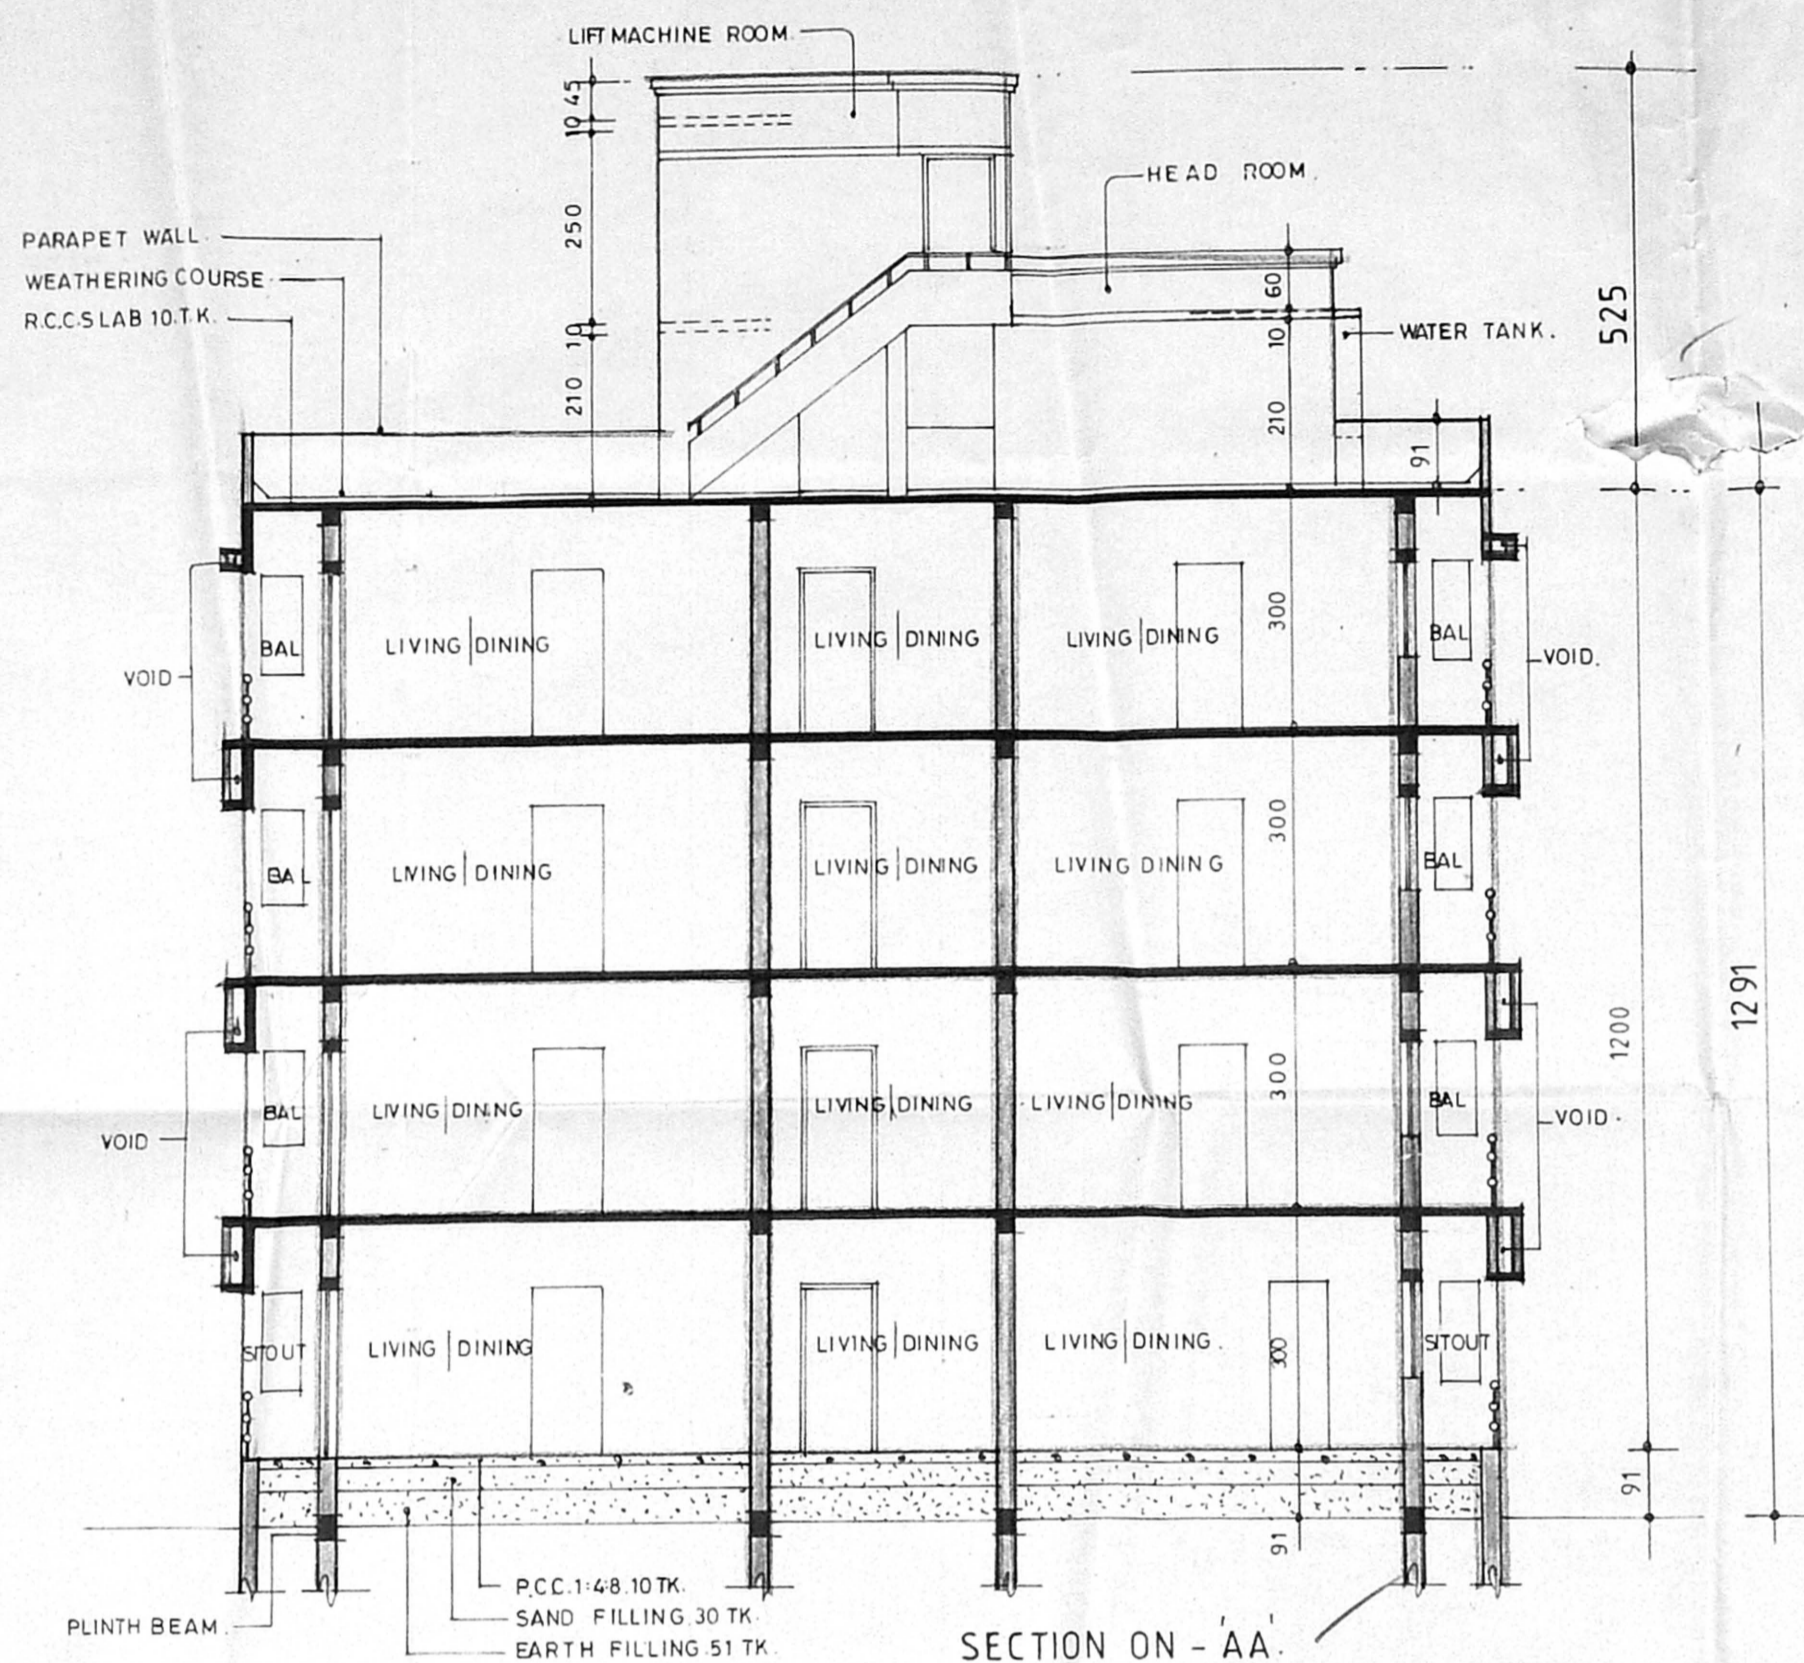 LIFT MACHINE ROOM.
45
10
HEAD ROOM.
250
PARAPET WALL.
WEATHERING COURSE
R.C.C.SLAB 10.T.K.
60
525
10
10
WATER TANK.
210
210
91
300
BAL
LIVING|DINING
LIVING|DINING
LIVING|DINING
BAL
VOID
VOID.
300
BAL
LIVING|DINING
LIVING|DINING
LIVING DINING
BAL
1291
1200
300
BAL
LIVING|DINING
LIVING|DINING
LIVING|DINING
BAL
VOID
VOID.
SITOUT
LIVING|DINING
LIVING|DINING
LIVING|DINING.
300
SITOUT
91
91
P.C.C.1:4:8.10 TK.
SAND FILLING.30 TK.
EARTH FILLING.51 TK.
PLINTH BEAM.
SECTION ON - 'AA'.